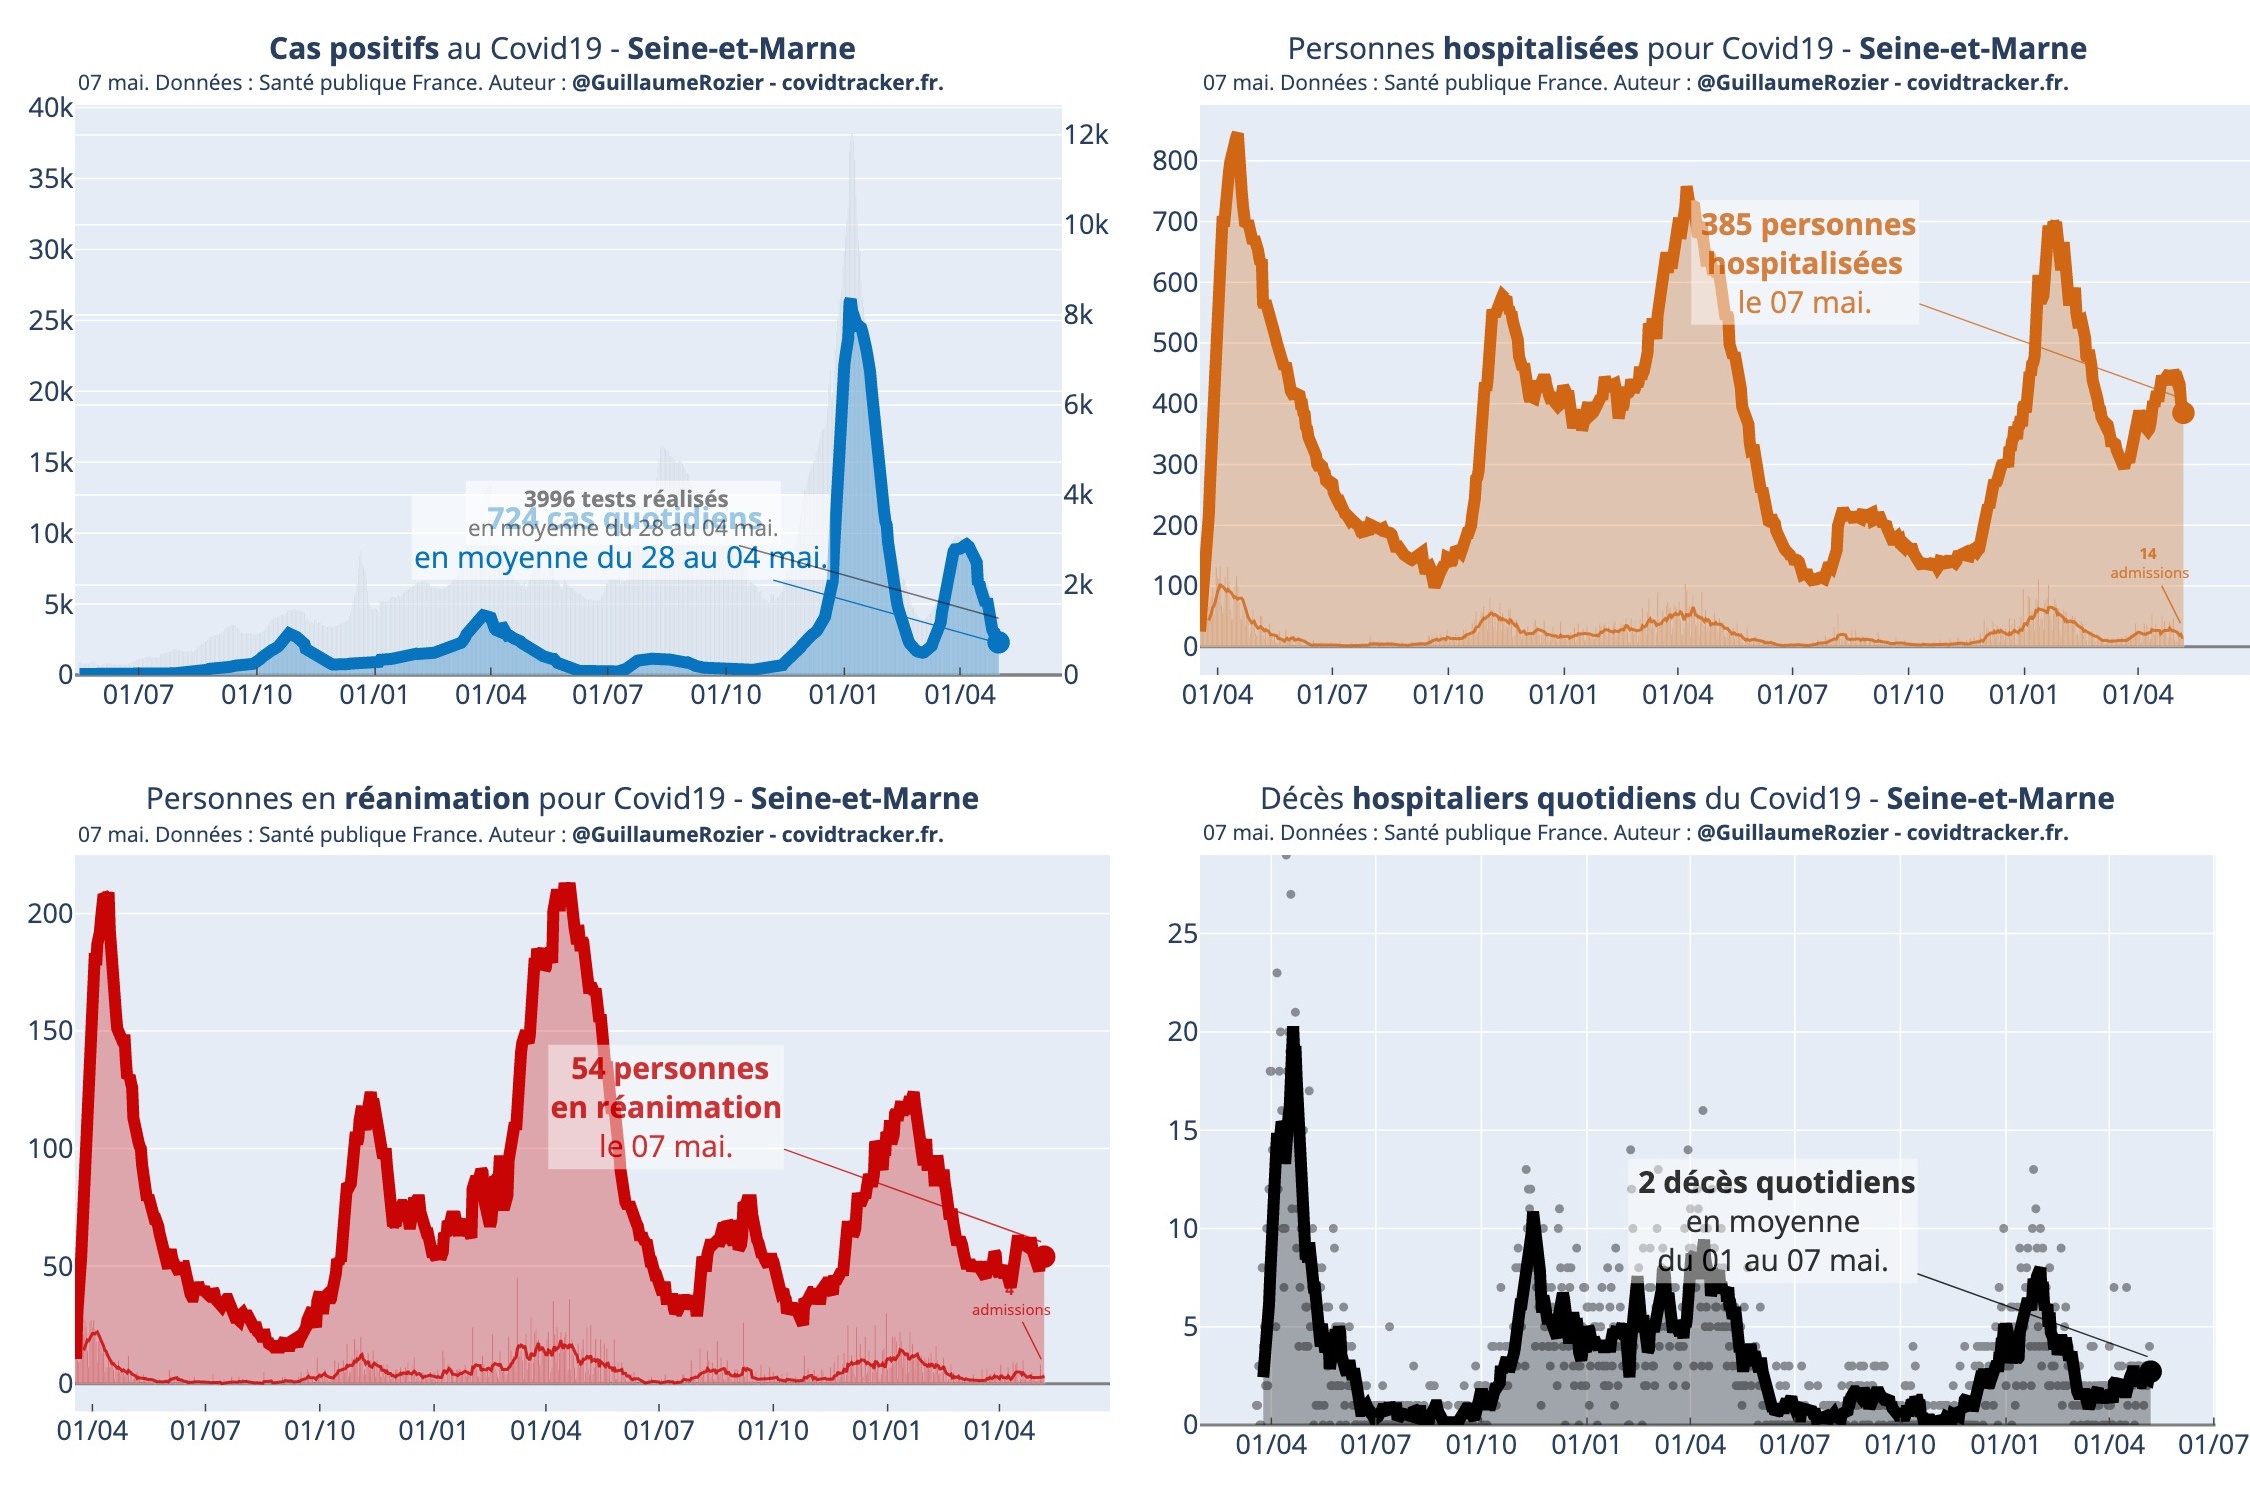 Cas positifs au Covid19 - Seine-et-Marne
07 mai. Données : Santé publique France. Auteur : @GuillaumeRozier - covidtracker.fr.
40k
35k
30k
25k
20k
15k
10k
5k
0
12k
10k
8k
6k
4k
2k
0
3996 tests réalisés
en moyenne du 28 au 04 mai.
724 cas quotidiens
en moyenne du 28 au 04 mai.
01/07 01/10 01/01 01/04 01/07 01/10 01/01 01/04
Personnes hospitalisées pour Covid19 - Seine-et-Marne
07 mai. Données : Santé publique France. Auteur : @GuillaumeRozier - covidtracker.fr.
800
700
600
500
400
300
200
100
0
385 personnes
hospitalisées
le 07 mai.
14
admissions
01/04 01/07 01/10 01/01 01/04 01/07 01/10 01/01 01/04
Personnes en réanimation pour Covid19 - Seine-et-Marne
07 mai. Données : Santé publique France. Auteur : @GuillaumeRozier - covidtracker.fr.
200
150
100
50
0
54 personnes
en réanimation
le 07 mai.
4
admissions
01/04 01/07 01/10 01/01 01/04 01/07 01/10 01/01 01/04
Décès hospitaliers quotidiens du Covid19 - Seine-et-Marne
07 mai. Données : Santé publique France. Auteur : @GuillaumeRozier - covidtracker.fr.
25
20
15
10
5
0
2 décès quotidiens
en moyenne
du 01 au 07 mai.
01/04 01/07 01/10 01/01 01/04 01/07 01/10 01/01 01/04 01/07